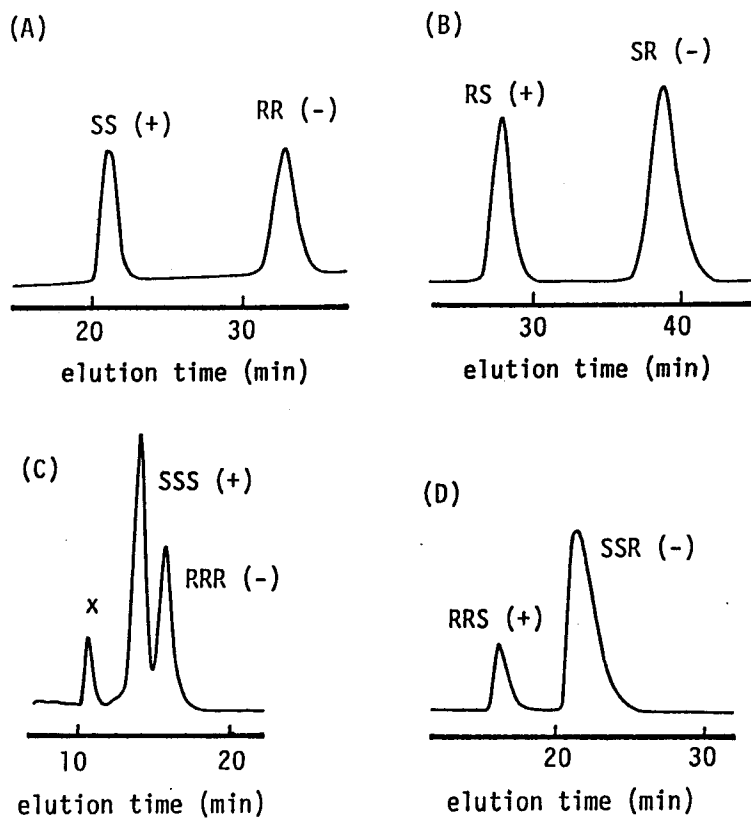 (A)
SS (+)
RR (-)
20
30
elution time (min)
(B)
RS (+)
SR (-)
30
40
elution time (min)
(C)
x
SSS (+)
RRR (-)
10
20
elution time (min)
(D)
RRS (+)
SSR (-)
20
30
elution time (min)